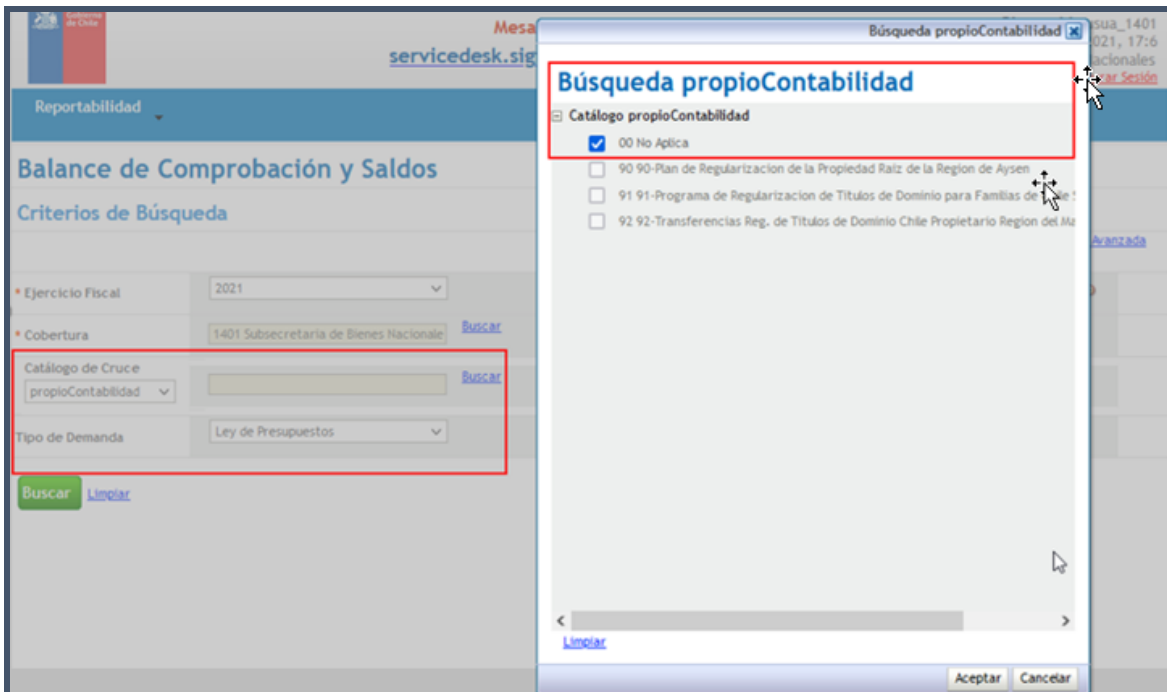 Gobierno
de Chile
Mesa
servicedesk.sig
Reportabilidad
Balance de Comprobación y Saldos
Criterios de Búsqueda
* Ejercicio Fiscal
2021
* Cobertura
1401 Subsecretaria de Bienes Nacionale
Buscar
Catálogo de Cruce
propioContabilidad
Buscar
Tipo de Demanda
Ley de Presupuestos
Buscar
Limpiar
Búsqueda propioContabilidad
Búsqueda propioContabilidad
Catálogo propioContabilidad
00 No Aplica
90 90-Plan de Regularizacion de la Propiedad Raiz de la Region de Aysen
91 91-Programa de Regularizacion de Titulos de Dominio para Familias de
92 92-Transferencias Reg. de Titulos de Dominio Chile Propietario Region del Ma
Limpiar
Aceptar
Cancelar
sua_1401
021, 17:6
acionales
rar Sesión
Avanzada